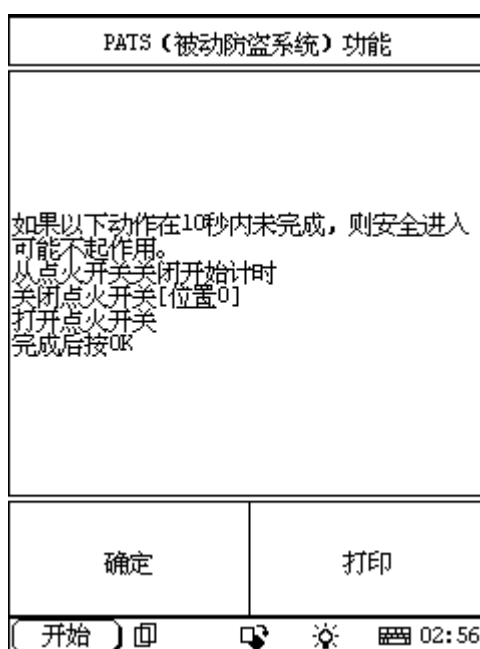 PATS(被动防盗系统)功能
如果以下动作在10秒内未完成,则安全进入
可能不起作用。
从点火开关关闭开始计时
关闭点火开关[位置0]
打开点火开关
完成后按OK
确定
打印
开始
02:56